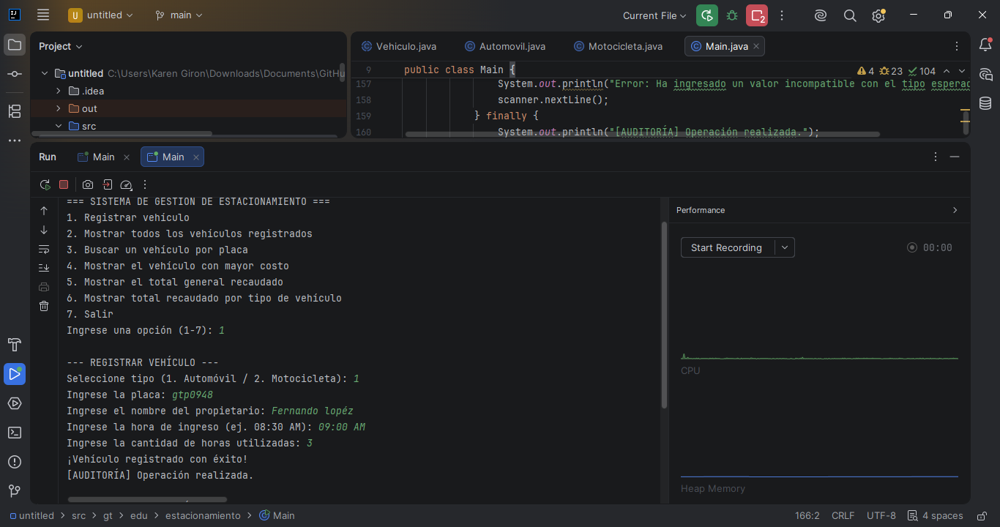 U untitled main Current File 2
Project
untitled C:\Users\Karen Giron\Downloads\Documents\GitHu
.idea
out
src
Vehiculo.java Automovil.java Motocicleta.java Main.java
9 public class Main { 4 23 104
157 System.out.println("Error: Ha ingresado un valor incompatible con el tipo esperad
158 scanner.nextLine();
159 } finally {
160 System.out.println("[AUDITORÍA] Operación realizada.");
Run Main Main
=== SISTEMA DE GESTIÓN DE ESTACIONAMIENTO ===
1. Registrar vehículo
2. Mostrar todos los vehículos registrados
3. Buscar un vehículo por placa
4. Mostrar el vehículo con mayor costo
5. Mostrar el total general recaudado
6. Mostrar total recaudado por tipo de vehículo
7. Salir
Ingrese una opción (1-7): 1
--- REGISTRAR VEHÍCULO ---
Seleccione tipo (1. Automóvil / 2. Motocicleta): 1
Ingrese la placa: gtp0948
Ingrese el nombre del propietario: Fernando lopéz
Ingrese la hora de ingreso (ej. 08:30 AM): 09:00 AM
Ingrese la cantidad de horas utilizadas: 3
¡Vehículo registrado con éxito!
[AUDITORÍA] Operación realizada.
Performance
Start Recording 00:00
CPU
Heap Memory
untitled > src > gt > edu > estacionamiento > Main 166:2 CRLF UTF-8 4 spaces